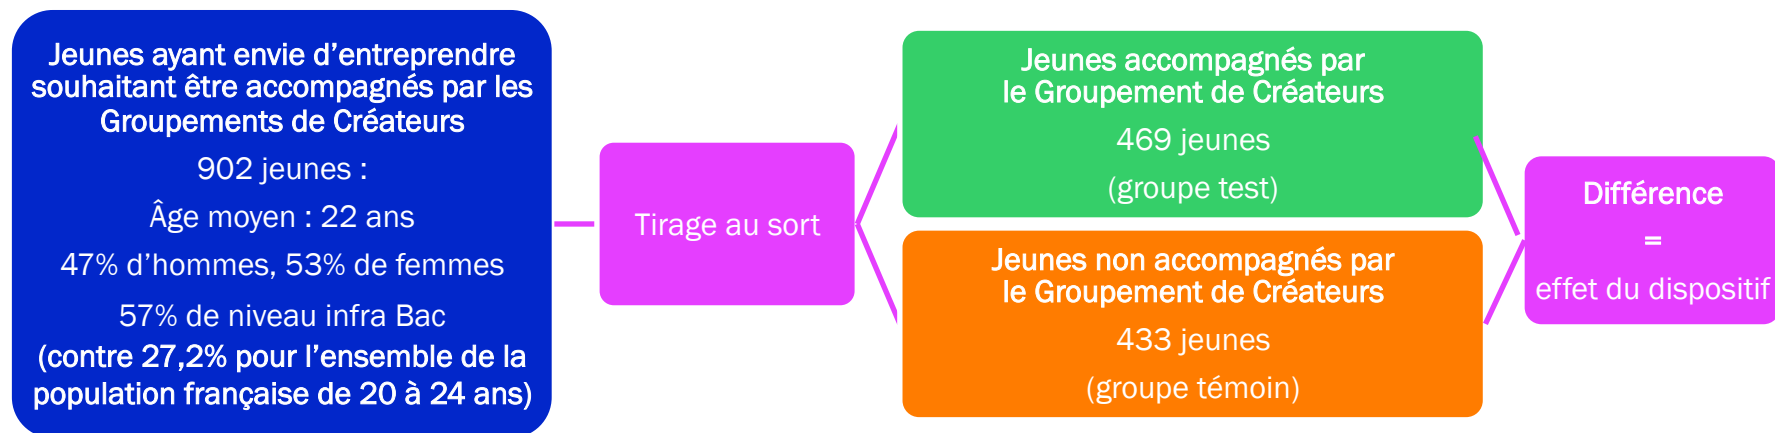 Jeunes ayant envie d’entreprendre
souhaitant être accompagnés par les
Groupements de Créateurs
902 jeunes :
Âge moyen : 22 ans
47% d’hommes, 53% de femmes
57% de niveau infra Bac
(contre 27,2% pour l’ensemble de la
population française de 20 à 24 ans)
Tirage au sort
Jeunes accompagnés par
le Groupement de Créateurs
469 jeunes
(groupe test)
Jeunes non accompagnés par
le Groupement de Créateurs
433 jeunes
(groupe témoin)
Différence
=
effet du dispositif